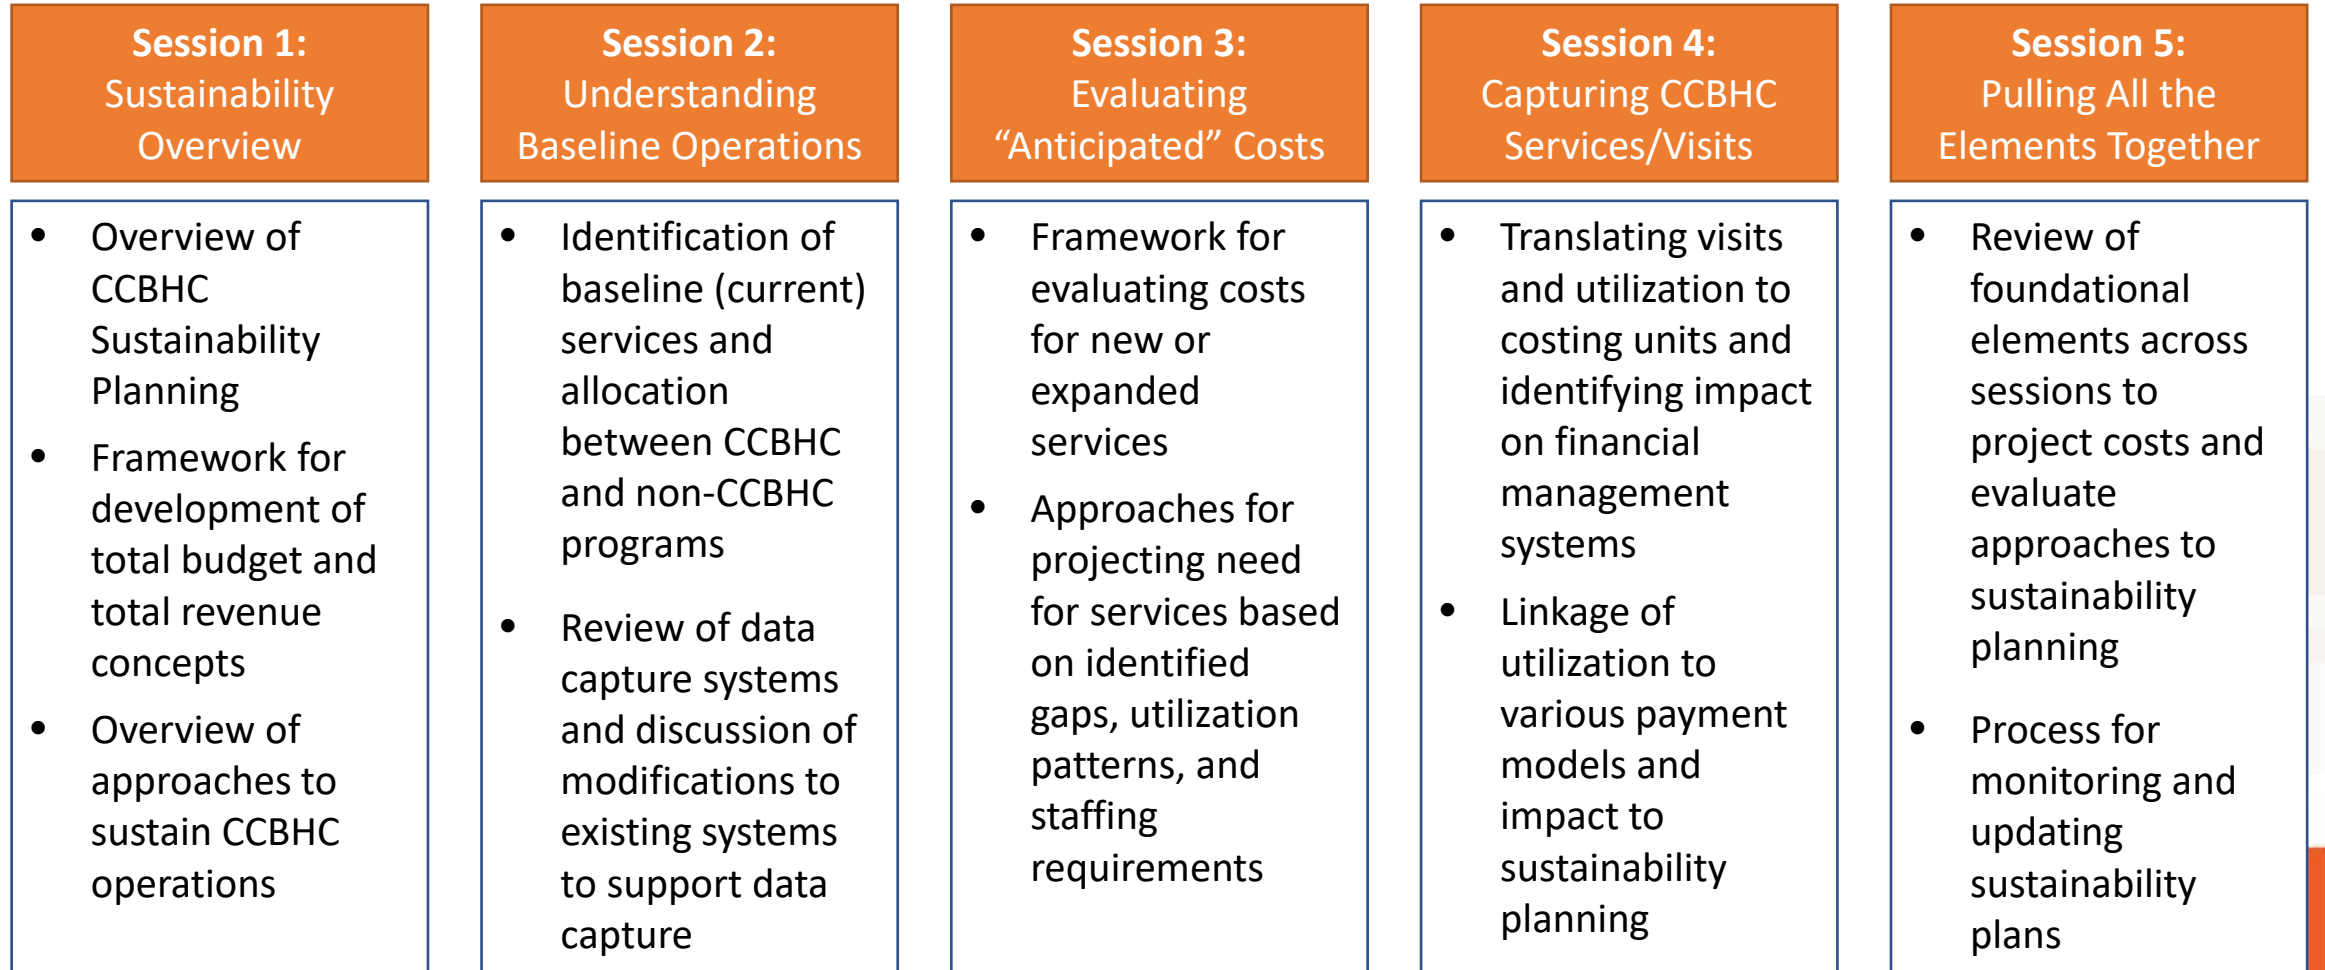 Session 1:
Sustainability
Overview
• Overview of
CCBHC
Sustainability
Planning
• Framework for
development of
total budget and
total revenue
concepts
• Overview of
approaches to
sustain CCBHC
operations
Session 2:
Understanding
Baseline Operations
• Identification of
baseline (current)
services and
allocation
between CCBHC
and non-CCBHC
programs
• Review of data
capture systems
and discussion of
modifications to
existing systems
to support data
capture
Session 3:
Evaluating
“Anticipated” Costs
• Framework for
evaluating costs
for new or
expanded
services
• Approaches for
projecting need
for services based
on identified
gaps, utilization
patterns, and
staffing
requirements
Session 4:
Capturing CCBHC
Services/Visits
• Translating visits
and utilization to
costing units and
identifying impact
on financial
management
systems
• Linkage of
utilization to
various payment
models and
impact to
sustainability
planning
Session 5:
Pulling All the
Elements Together
• Review of
foundational
elements across
sessions to
project costs and
evaluate
approaches to
sustainability
planning
• Process for
monitoring and
updating
sustainability
plans